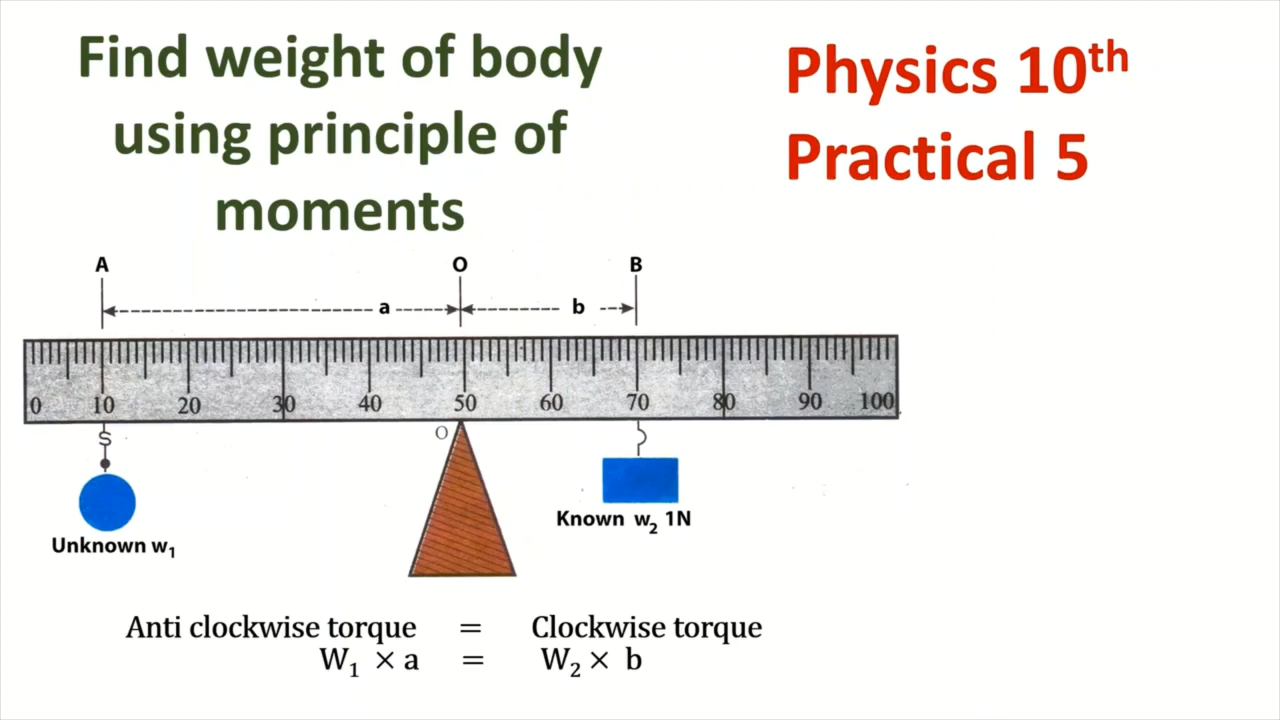 Find weight of body
using principle of
moments
Physics 10th
Practical 5
A O B
a b
0 10 20 30 40 50 60 70 80 90 100
O
Unknown w₁
Known w₂ 1N
Anti clockwise torque = Clockwise torque
W₁ × a = W₂ × b